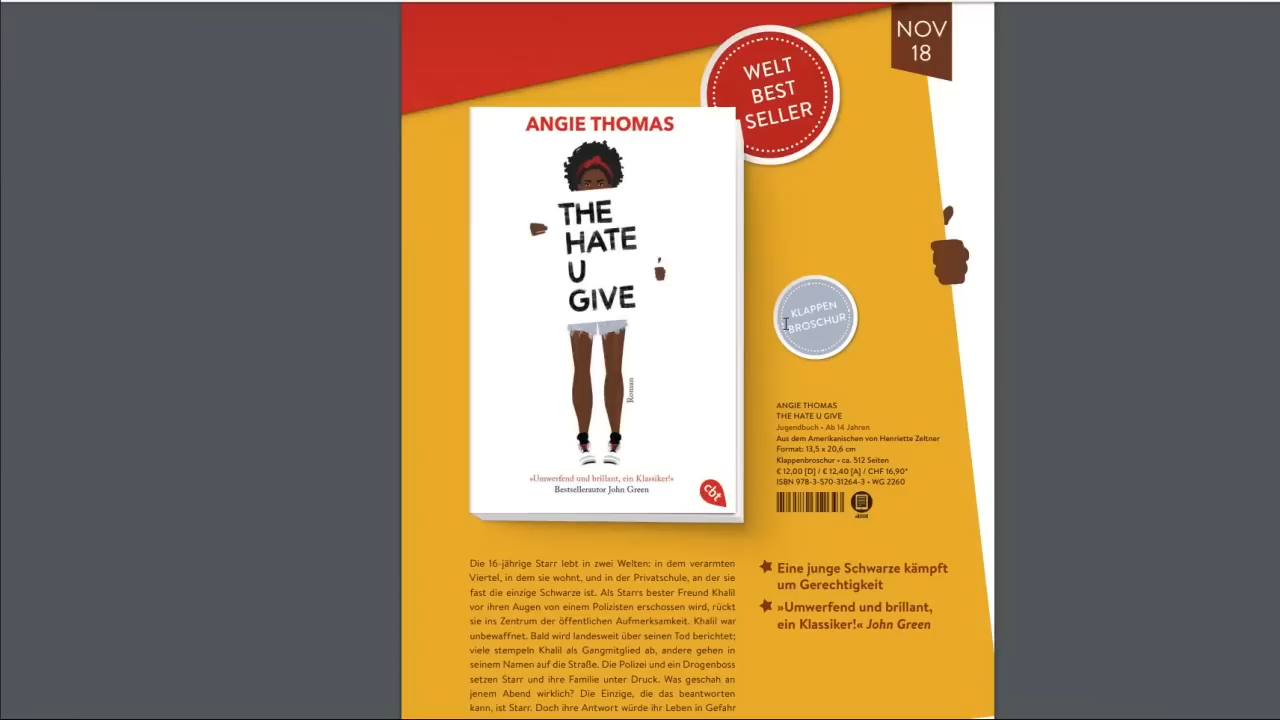 NOV
18
WELT
BEST
SELLER
ANGIE THOMAS
THE
HATE
U
GIVE
Roman
»Umwerfend und brillant, ein Klassiker!«
Bestsellerautor John Green
cbt
KLAPPEN
BROSCHUR
ANGIE THOMAS
THE HATE U GIVE
Jugendbuch • Ab 14 Jahren
Aus dem Amerikanischen von Henriette Zeltner
Format: 13,5 x 20,6 cm
Klappenbroschur • ca. 512 Seiten
€ 12,00 [D] / € 12,40 [A] / CHF 16,90*
ISBN 978-3-570-31264-3 • WG 2260
Die 16-jährige Starr lebt in zwei Welten: in dem verarmten
Viertel, in dem sie wohnt, und in der Privatschule, an der sie
fast die einzige Schwarze ist. Als Starrs bester Freund Khalil
vor ihren Augen von einem Polizisten erschossen wird, rückt
sie ins Zentrum der öffentlichen Aufmerksamkeit. Khalil war
unbewaffnet. Bald wird landesweit über seinen Tod berichtet;
viele stempeln Khalil als Gangmitglied ab, andere gehen in
seinem Namen auf die Straße. Die Polizei und ein Drogenboss
setzen Starr und ihre Familie unter Druck. Was geschah an
jenem Abend wirklich? Die Einzige, die das beantworten
kann, ist Starr. Doch ihre Antwort würde ihr Leben in Gefahr
Eine junge Schwarze kämpft
um Gerechtigkeit
»Umwerfend und brillant,
ein Klassiker!« John Green